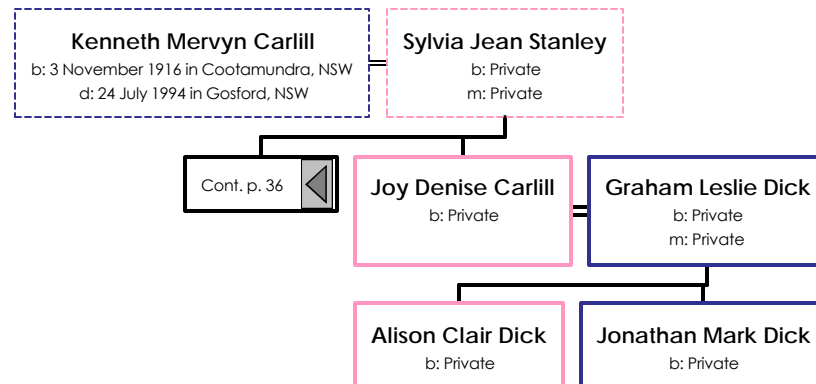 Kenneth Mervyn Carlill
b: 3 November 1916 in Cootamundra, NSW
d: 24 July 1994 in Gosford, NSW
Sylvia Jean Stanley
b: Private
m: Private
Cont. p. 36
Joy Denise Carlill
b: Private
Graham Leslie Dick
b: Private
m: Private
Alison Clair Dick
b: Private
Jonathan Mark Dick
b: Private